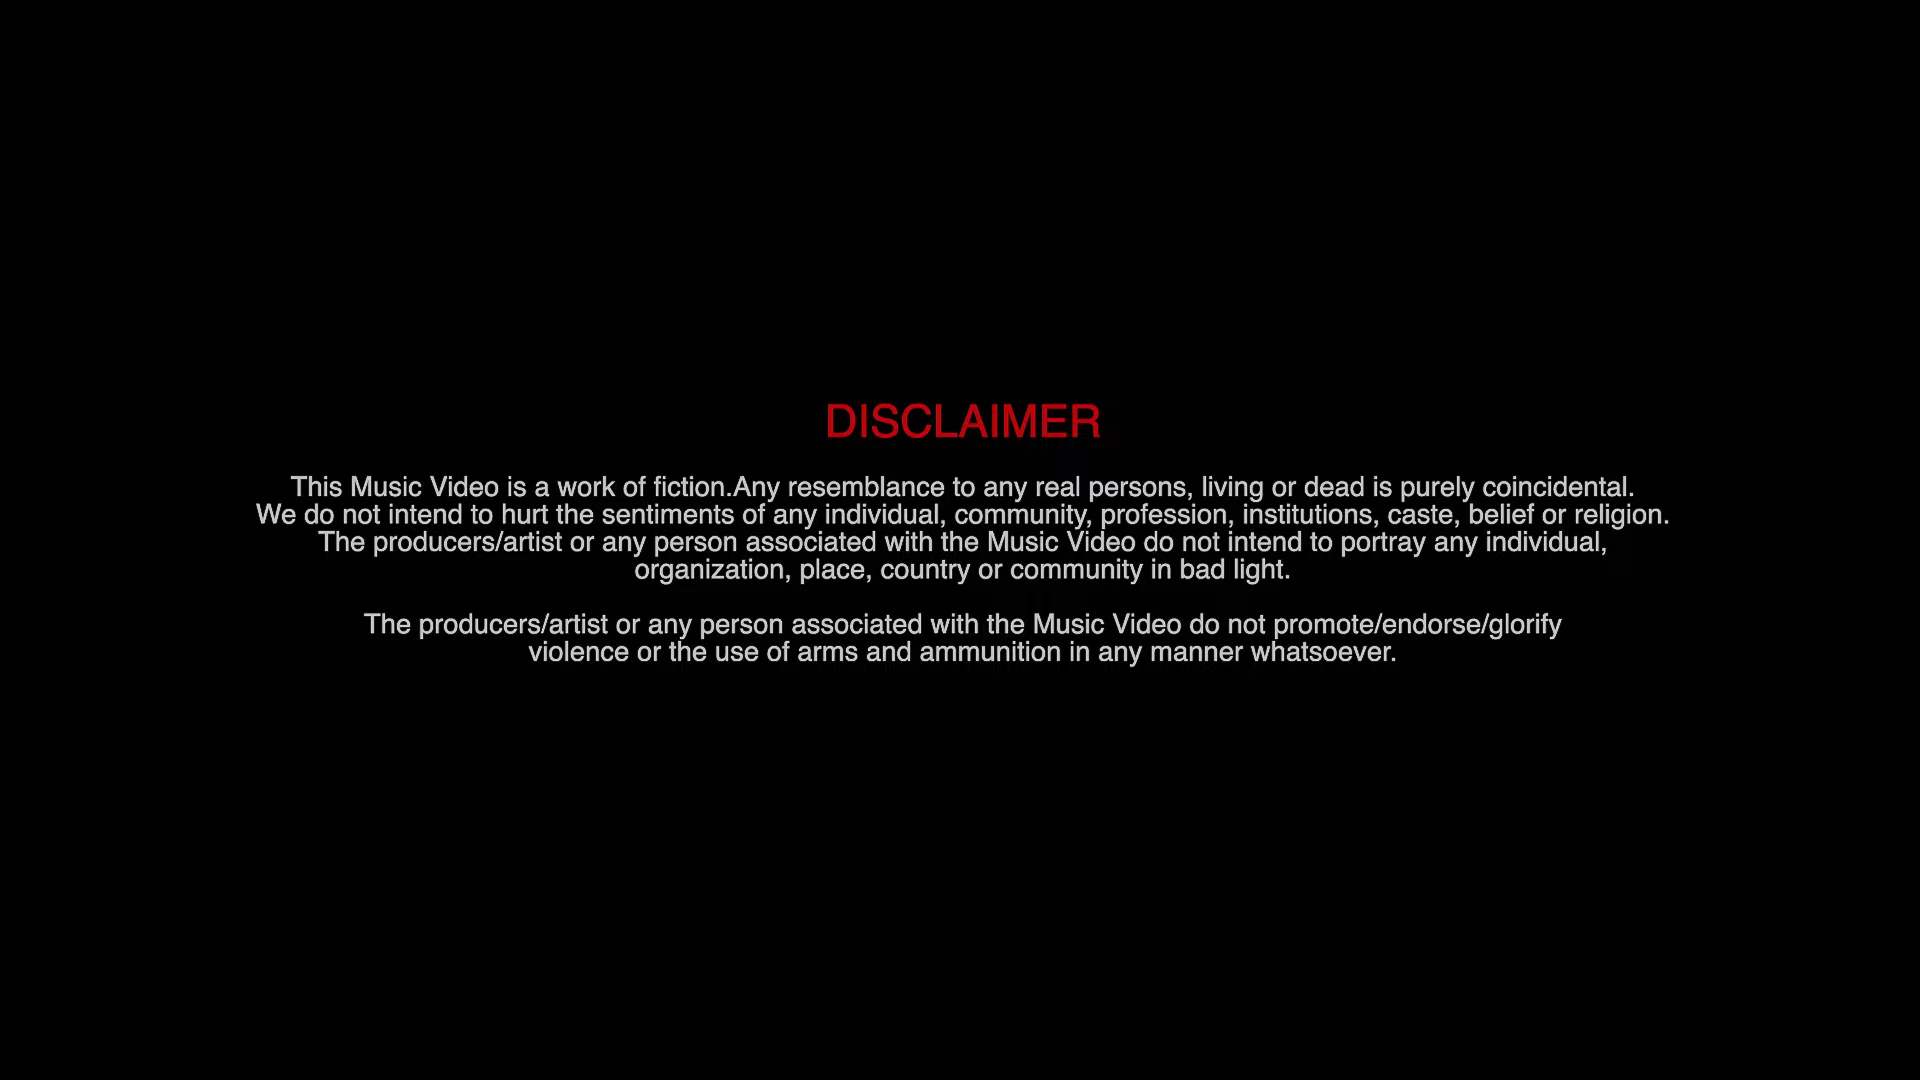 DISCLAIMER
This Music Video is a work of fiction.Any resemblance to any real persons, living or dead is purely coincidental.
We do not intend to hurt the sentiments of any individual, community, profession, institutions, caste, belief or religion.
The producers/artist or any person associated with the Music Video do not intend to portray any individual,
organization, place, country or community in bad light.
The producers/artist or any person associated with the Music Video do not promote/endorse/glorify
violence or the use of arms and ammunition in any manner whatsoever.